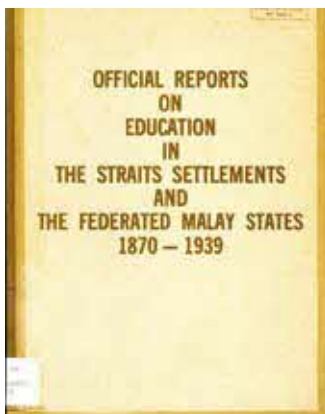 OFFICIAL REPORTS
ON
EDUCATION
IN
THE STRAITS SETTLEMENTS
AND
THE FEDERATED MALAY STATES
1870 – 1939